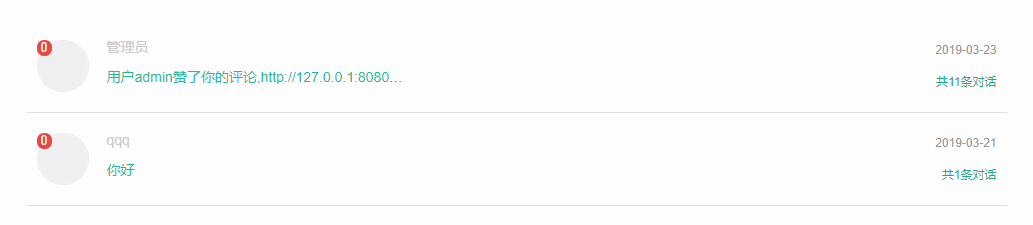 0
管理员
2019-03-23
用户admin赞了你的评论,http://127.0.0.1:8080...
共11条对话
0
qqq
2019-03-21
你好
共1条对话